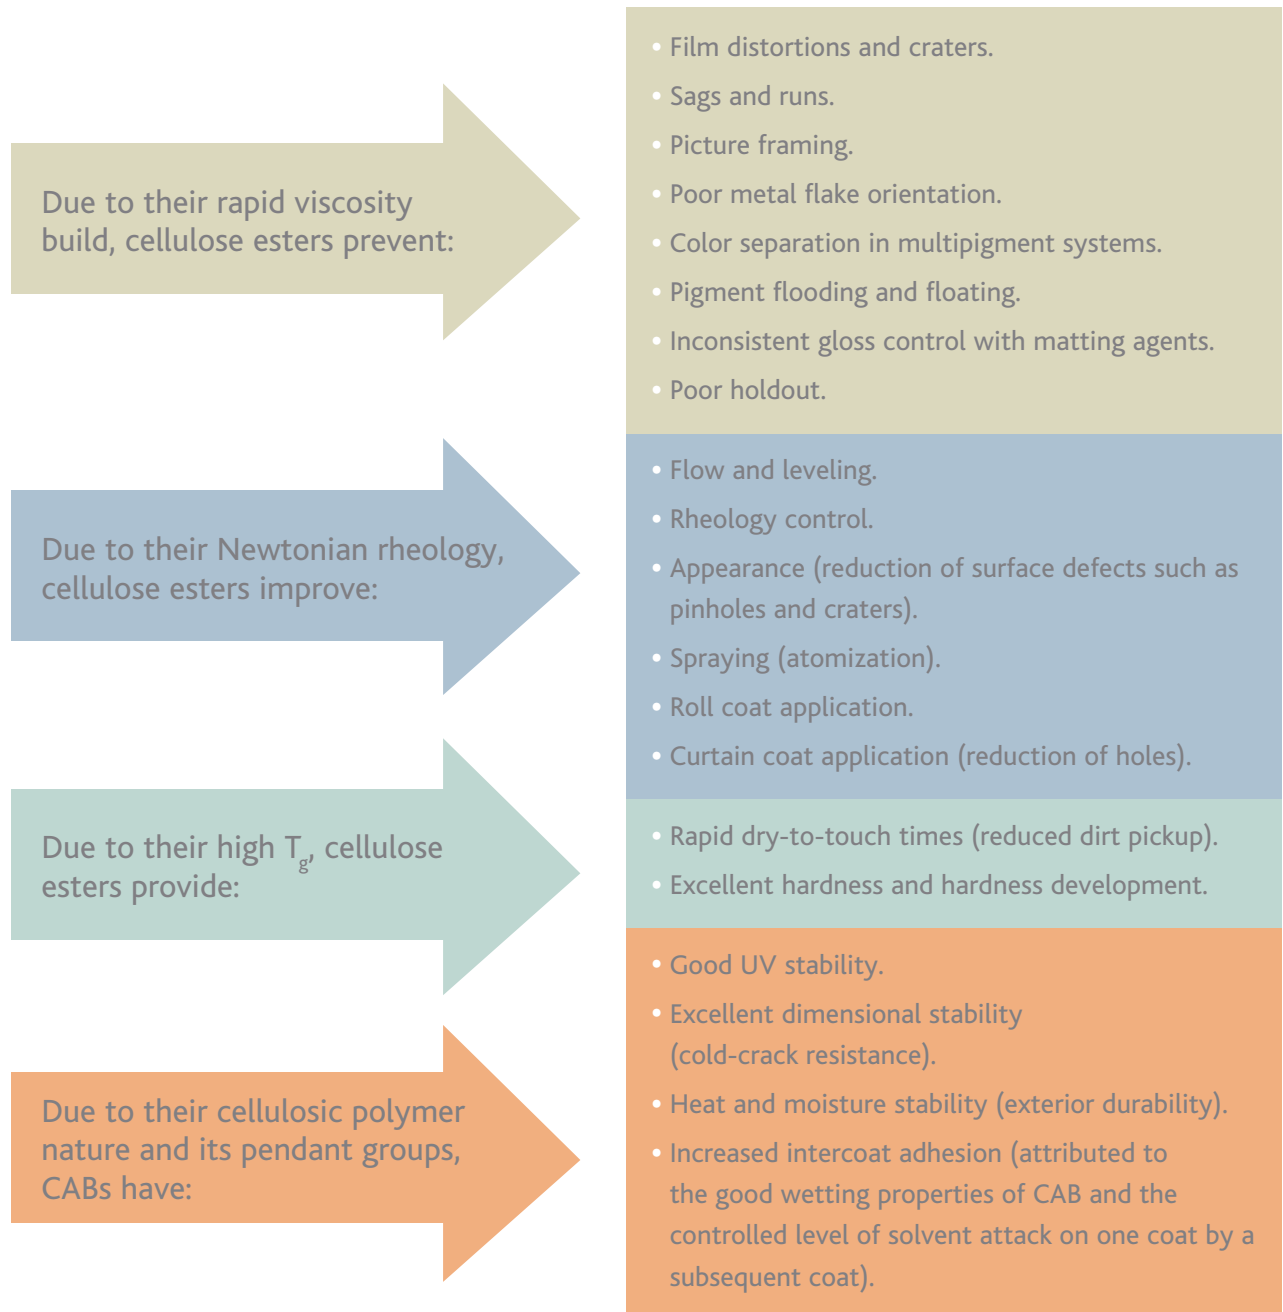 Due to their rapid viscosity
build, cellulose esters prevent:
• Film distortions and craters.
• Sags and runs.
• Picture framing.
• Poor metal flake orientation.
• Color separation in multipigment systems.
• Pigment flooding and floating.
• Inconsistent gloss control with matting agents.
• Poor holdout.
Due to their Newtonian rheology,
cellulose esters improve:
• Flow and leveling.
• Rheology control.
• Appearance (reduction of surface defects such as
pinholes and craters).
• Spraying (atomization).
• Roll coat application.
• Curtain coat application (reduction of holes).
Due to their high Tg, cellulose
esters provide:
• Rapid dry-to-touch times (reduced dirt pickup).
• Excellent hardness and hardness development.
Due to their cellulosic polymer
nature and its pendant groups,
CABs have:
• Good UV stability.
• Excellent dimensional stability
(cold-crack resistance).
• Heat and moisture stability (exterior durability).
• Increased intercoat adhesion (attributed to
the good wetting properties of CAB and the
controlled level of solvent attack on one coat by a
subsequent coat).